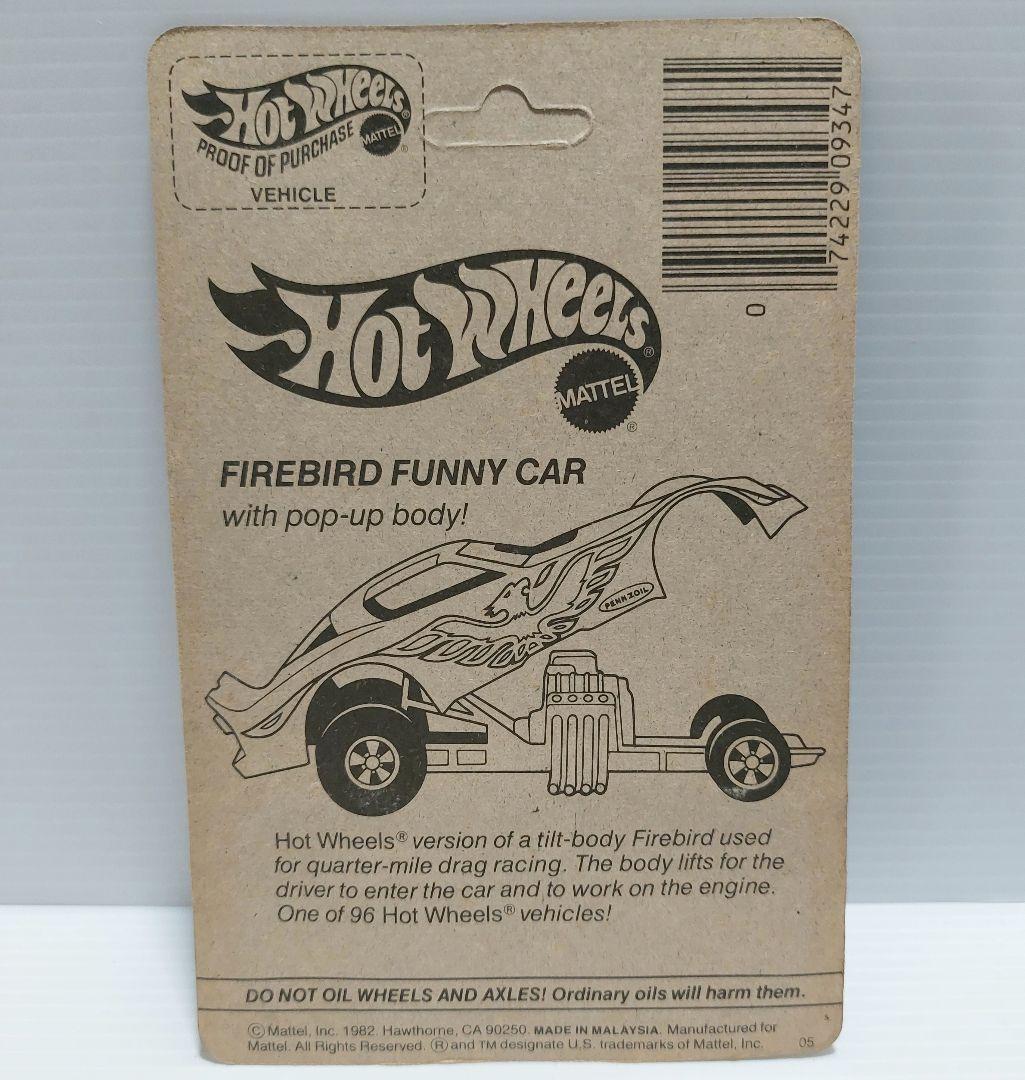 HOT WHEELS®
MATTEL®
PROOF OF PURCHASE
VEHICLE
74229 09347
0
HOT WHEELS®
MATTEL®
FIREBIRD FUNNY CAR
with pop-up body!
PENNZOIL
Hot Wheels® version of a tilt-body Firebird used
for quarter-mile drag racing. The body lifts for the
driver to enter the car and to work on the engine.
One of 96 Hot Wheels® vehicles!
DO NOT OIL WHEELS AND AXLES! Ordinary oils will harm them.
©Mattel, Inc. 1982. Hawthorne, CA 90250. MADE IN MALAYSIA. Manufactured for
Mattel. All Rights Reserved. ® and TM designate U.S. trademarks of Mattel, Inc. 05